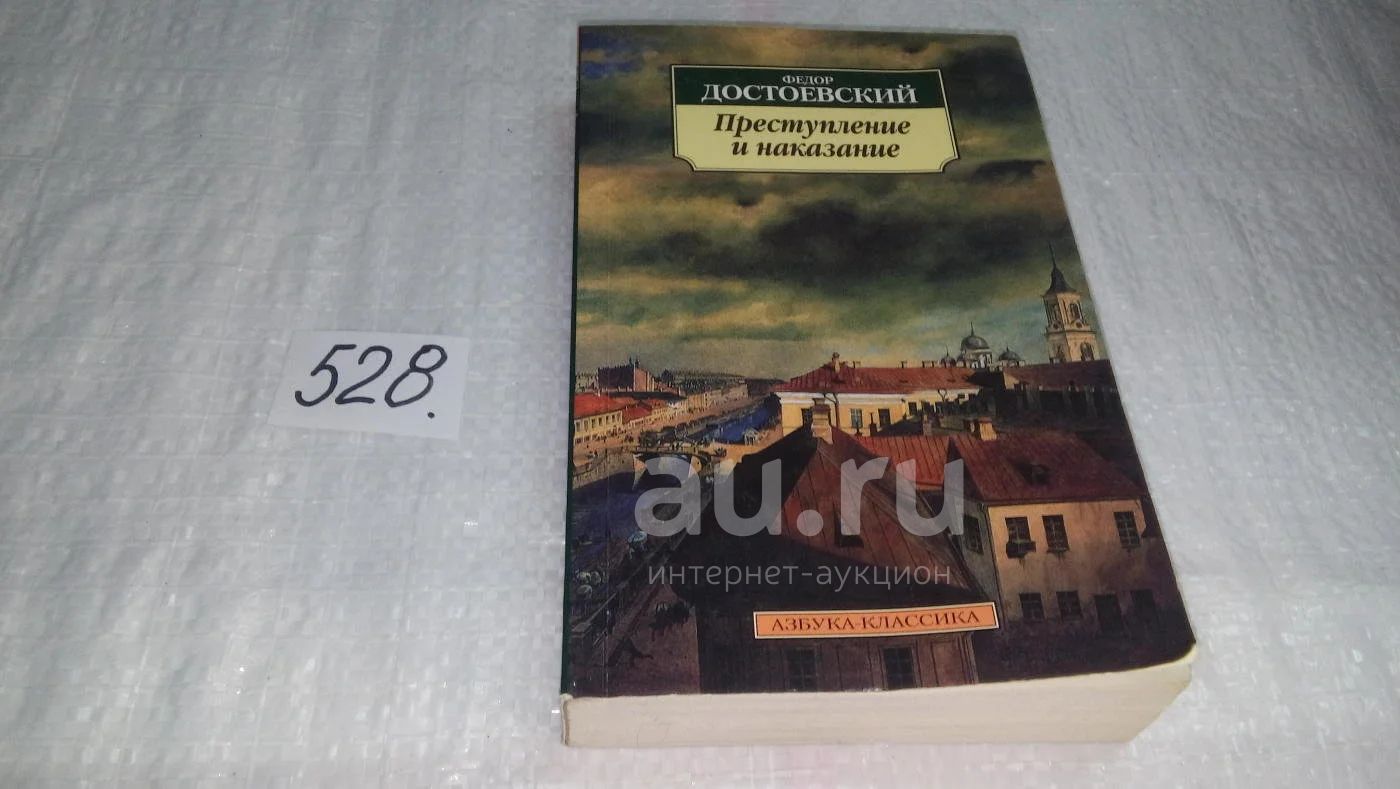 ФЕДОР
ДОСТОЕВСКИЙ
Преступление
и наказание
528.
au.ru
интернет-аукцион
АЗБУКА-КЛАССИКА